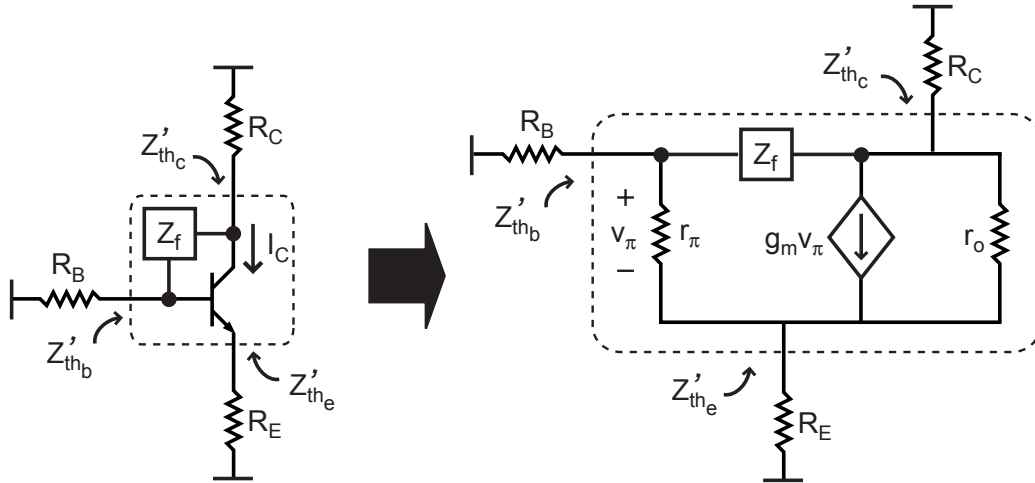 R_C
Z'_{th_c}
Z_f
I_C
R_B
Z'_{th_b}
Z'_{th_e}
R_E
R_C
Z'_{th_c}
R_B
Z_f
Z'_{th_b}
+
v_π
−
r_π
g_m v_π
r_o
Z'_{th_e}
R_E